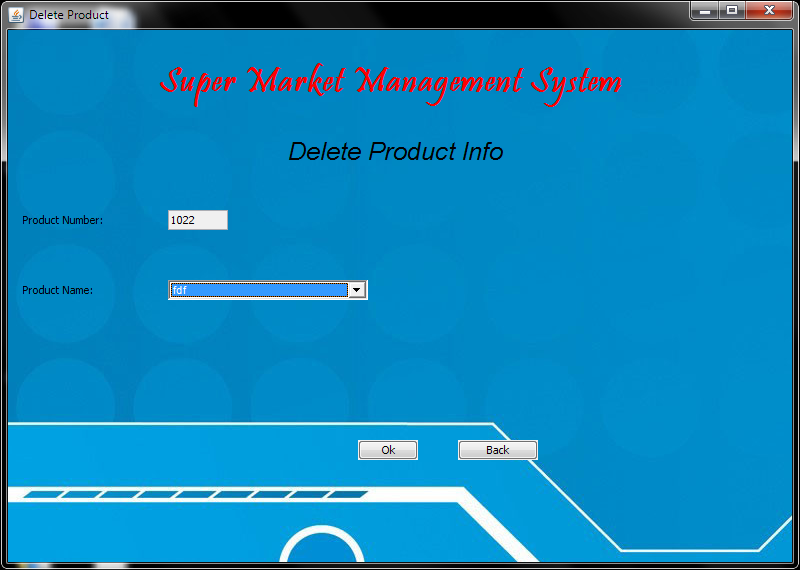 Delete Product
Super Market Management System
Delete Product Info
Product Number: 1022
Product Name: fdf
Ok Back